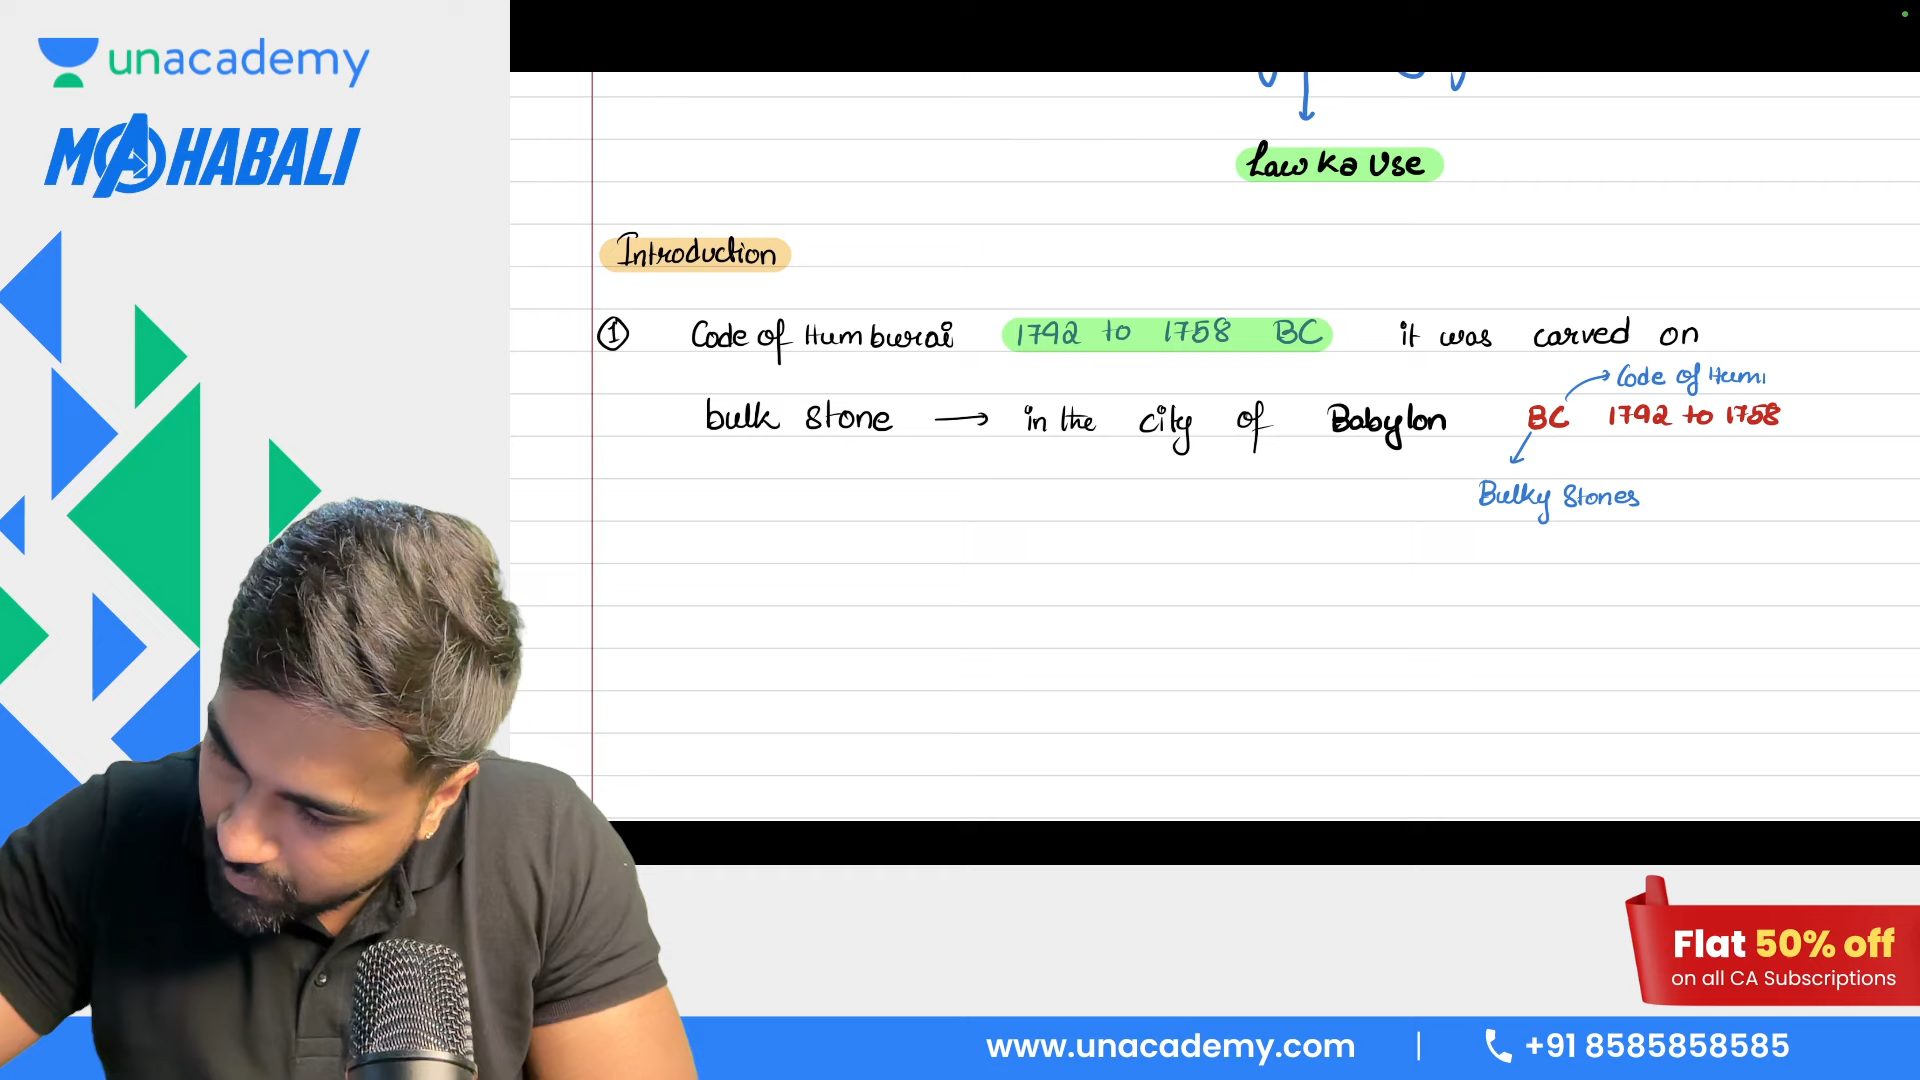 unacademy
MAHABALI
Law Ka Use
Introduction
① Code of Humburai 1792 to 1758 BC it was carved on
Code of Humı
bulk stone → in the city of Babylon BC 1792 to 1758
Bulky Stones
Flat 50% off
on all CA Subscriptions
www.unacademy.com | +91 8585858585